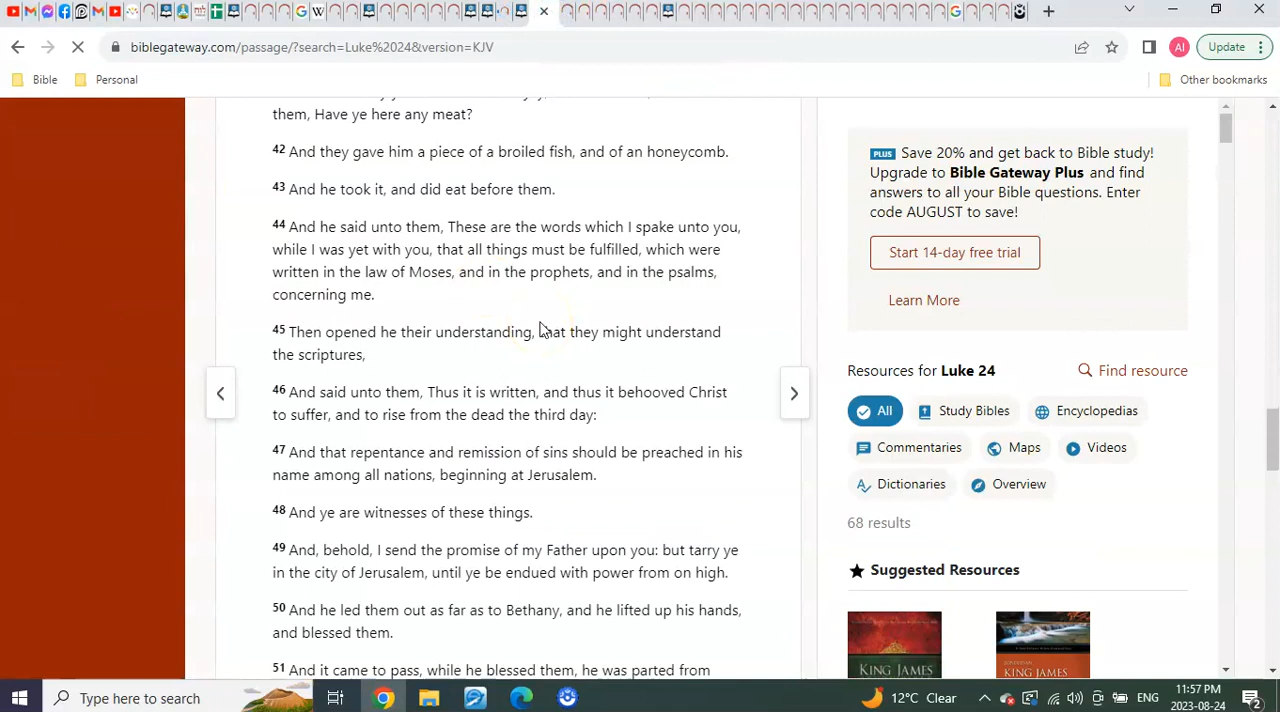 biblegateway.com/passage/?search=Luke%2024&version=KJV
AI
Update
Bible
Personal
Other bookmarks
them, Have ye here any meat?
42 And they gave him a piece of a broiled fish, and of an honeycomb.
43 And he took it, and did eat before them.
44 And he said unto them, These are the words which I spake unto you,
while I was yet with you, that all things must be fulfilled, which were
written in the law of Moses, and in the prophets, and in the psalms,
concerning me.
45 Then opened he their understanding, that they might understand
the scriptures,
46 And said unto them, Thus it is written, and thus it behooved Christ
to suffer, and to rise from the dead the third day:
47 And that repentance and remission of sins should be preached in his
name among all nations, beginning at Jerusalem.
48 And ye are witnesses of these things.
49 And, behold, I send the promise of my Father upon you: but tarry ye
in the city of Jerusalem, until ye be endued with power from on high.
50 And he led them out as far as to Bethany, and he lifted up his hands,
and blessed them.
51 And it came to pass, while he blessed them, he was parted from
PLUS Save 20% and get back to Bible study!
Upgrade to Bible Gateway Plus and find
answers to all your Bible questions. Enter
code AUGUST to save!
Start 14-day free trial
Learn More
Resources for Luke 24
Find resource
All
Study Bibles
Encyclopedias
Commentaries
Maps
Videos
Dictionaries
Overview
68 results
Suggested Resources
KING JAMES
KING JAMES
Type here to search
12°C Clear
ENG
11:57 PM
2023-08-24
2